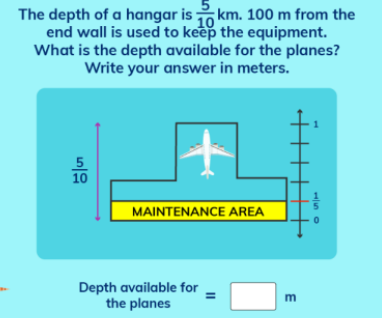 The depth of a hangar is 5/10 km. 100 m from the
end wall is used to keep the equipment.
What is the depth available for the planes?
Write your answer in meters.
1
5/10
1/5
MAINTENANCE AREA
0
Depth available for
the planes = m